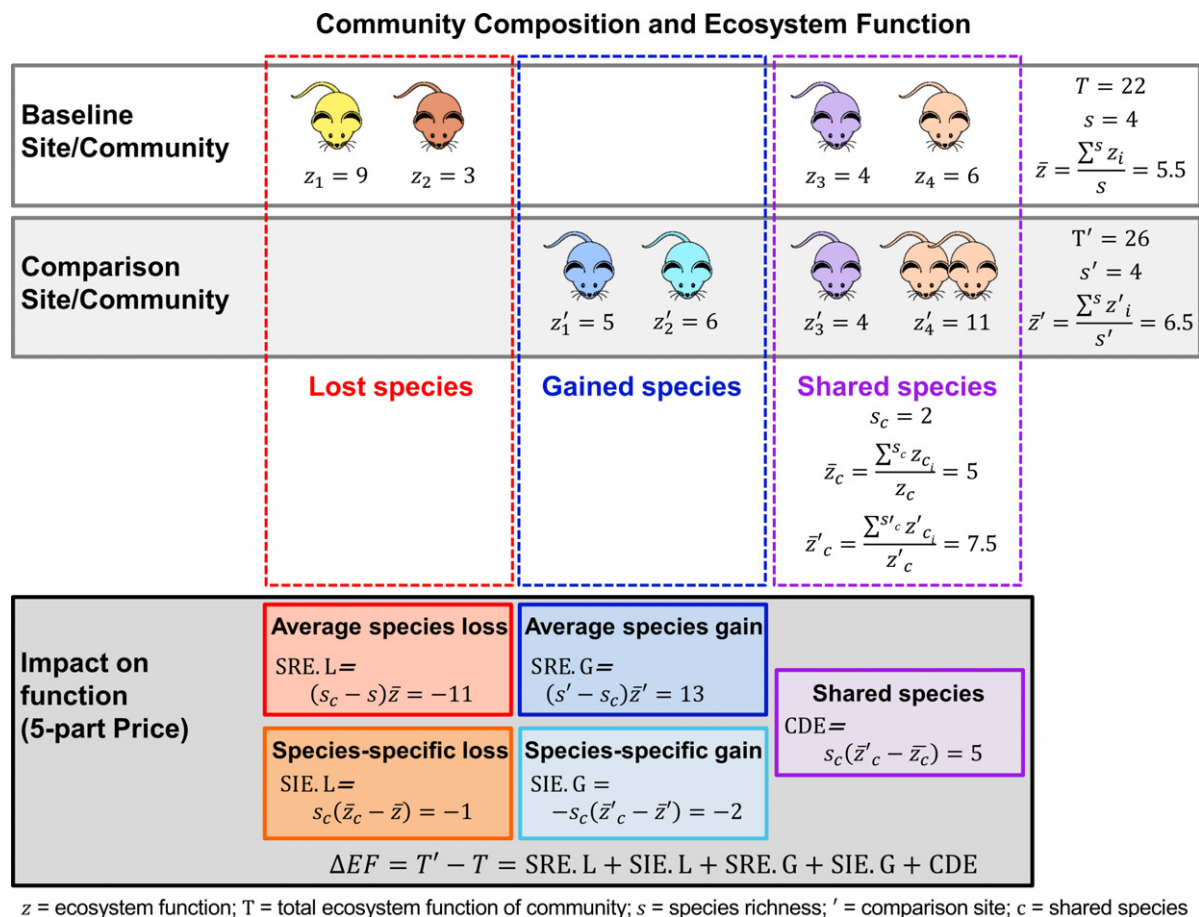 Community Composition and Ecosystem Function
Baseline
Site/Community
z₁ = 9
z₂ = 3
z₃ = 4
z₄ = 6
T = 22
s = 4
z̄ = ∑ˢ zᵢ / s = 5.5
Comparison
Site/Community
z′₁ = 5
z′₂ = 6
z′₃ = 4
z′₄ = 11
T′ = 26
s′ = 4
z̄′ = ∑ˢ z′ᵢ / s′ = 6.5
Lost species
Gained species
Shared species
s_c = 2
z̄_c = ∑^{s_c} z_{c_i} / z_c = 5
z̄′_c = ∑^{s′_c} z′_{c_i} / z′_c = 7.5
Impact on
function
(5-part Price)
Average species loss
SRE. L=
(s_c − s)z̄ = −11
Average species gain
SRE. G=
(s′ − s_c)z̄′ = 13
Shared species
CDE=
s_c(z̄′_c − z̄_c) = 5
Species-specific loss
SIE. L=
s_c(z̄_c − z̄) = −1
Species-specific gain
SIE. G =
−s_c(z̄′_c − z̄′) = −2
ΔEF = T′ − T = SRE. L + SIE. L + SRE. G + SIE. G + CDE
z = ecosystem function; T = total ecosystem function of community; s = species richness; ′ = comparison site; c = shared species